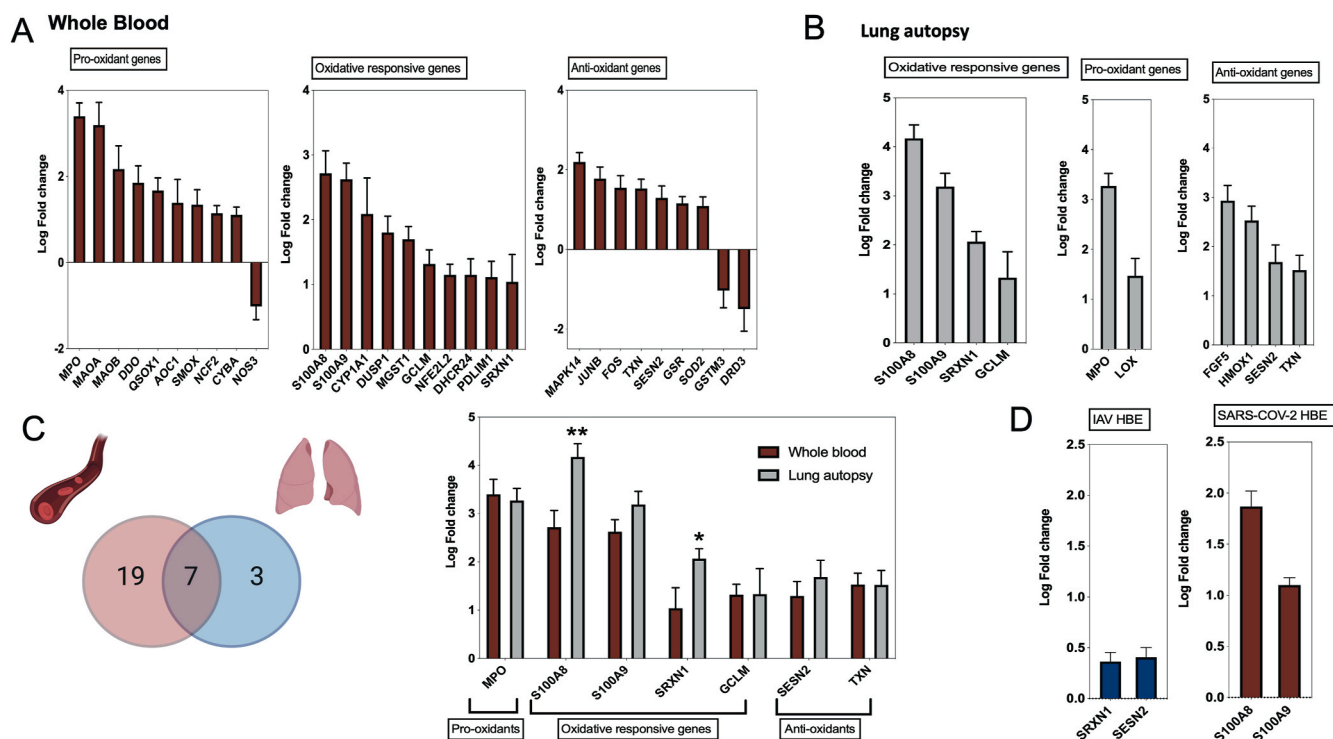 A
Whole Blood
Pro-oxidant genes
Log Fold change
4
2
0
-2
MPO
MAOA
MAOB
DDO
QSOX1
AOC1
SMOX
NCF2
CYBA
NOS3
Oxidative responsive genes
Log Fold change
4
3
2
1
0
S100A8
S100A9
CYP1A1
DUSP1
MGST1
GCLM
NFE2L2
DHCR24
PDLIM1
SRXN1
Anti-oxidant genes
Log Fold change
4
2
0
-2
MAPK14
JUNB
FOS
TXN
SESN2
GSR
SOD2
GSTM3
DRD3
B
Lung autopsy
Oxidative responsive genes
Log Fold change
5
4
3
2
1
0
S100A8
S100A9
SRXN1
GCLM
Pro-oxidant genes
Log Fold change
5
4
3
2
1
0
MPO
LOX
Anti-oxidant genes
Log Fold change
5
4
3
2
1
0
FGF5
HMOX1
SESN2
TXN
C
19
7
3
Log Fold change
5
4
3
2
1
0
**
*
Whole blood
Lung autopsy
MPO
S100A8
S100A9
SRXN1
GCLM
SESN2
TXN
Pro-oxidants
Oxidative responsive genes
Anti-oxidants
D
IAV HBE
Log Fold change
2.5
2.0
1.5
1.0
0.5
0.0
SRXN1
SESN2
SARS-COV-2 HBE
Log Fold change
2.5
2.0
1.5
1.0
0.5
0.0
S100A8
S100A9